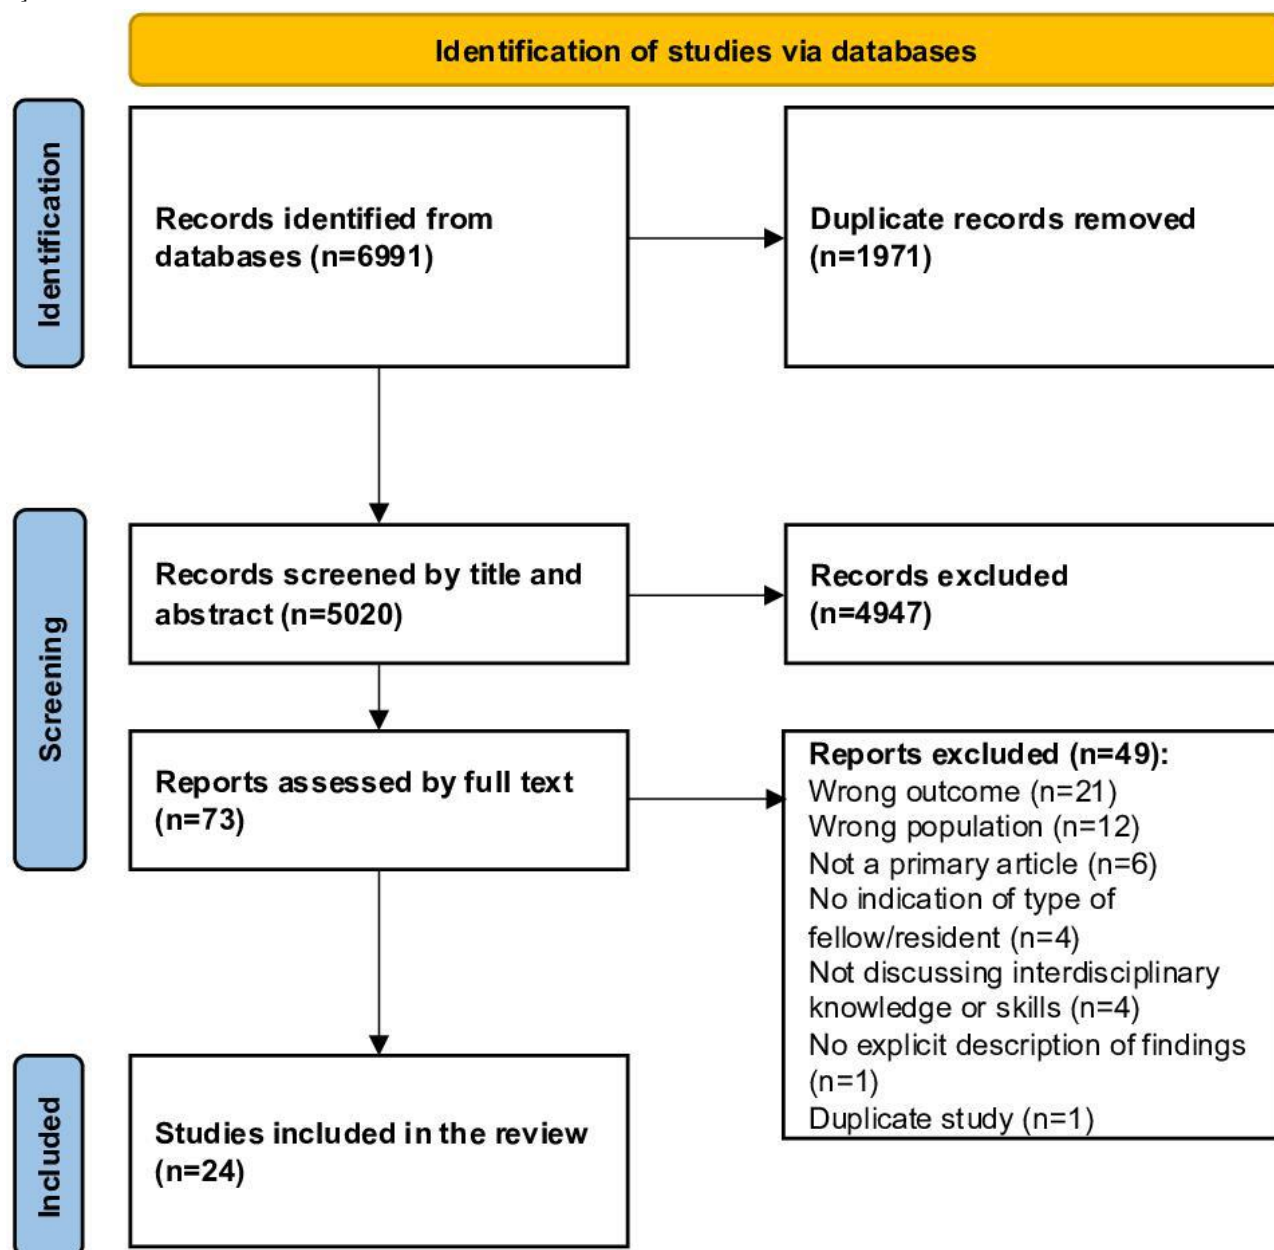 Identification of studies via databases
Identification
Records identified from
databases (n=6991)
Duplicate records removed
(n=1971)
Screening
Records screened by title and
abstract (n=5020)
Records excluded
(n=4947)
Reports assessed by full text
(n=73)
Reports excluded (n=49):
Wrong outcome (n=21)
Wrong population (n=12)
Not a primary article (n=6)
No indication of type of
fellow/resident (n=4)
Not discussing interdisciplinary
knowledge or skills (n=4)
No explicit description of findings
(n=1)
Duplicate study (n=1)
Included
Studies included in the review
(n=24)